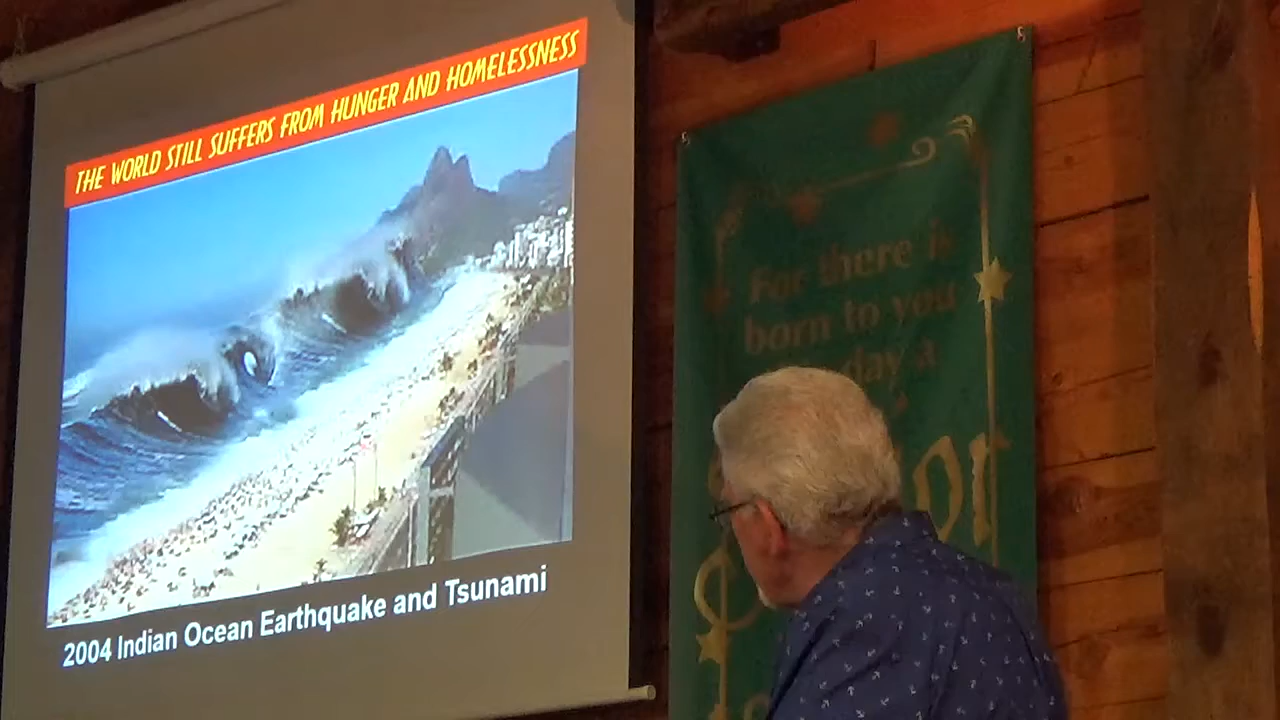 THE WORLD STILL SUFFERS FROM HUNGER AND HOMELESSNESS
2004 Indian Ocean Earthquake and Tsunami
For there is
born to you
day a